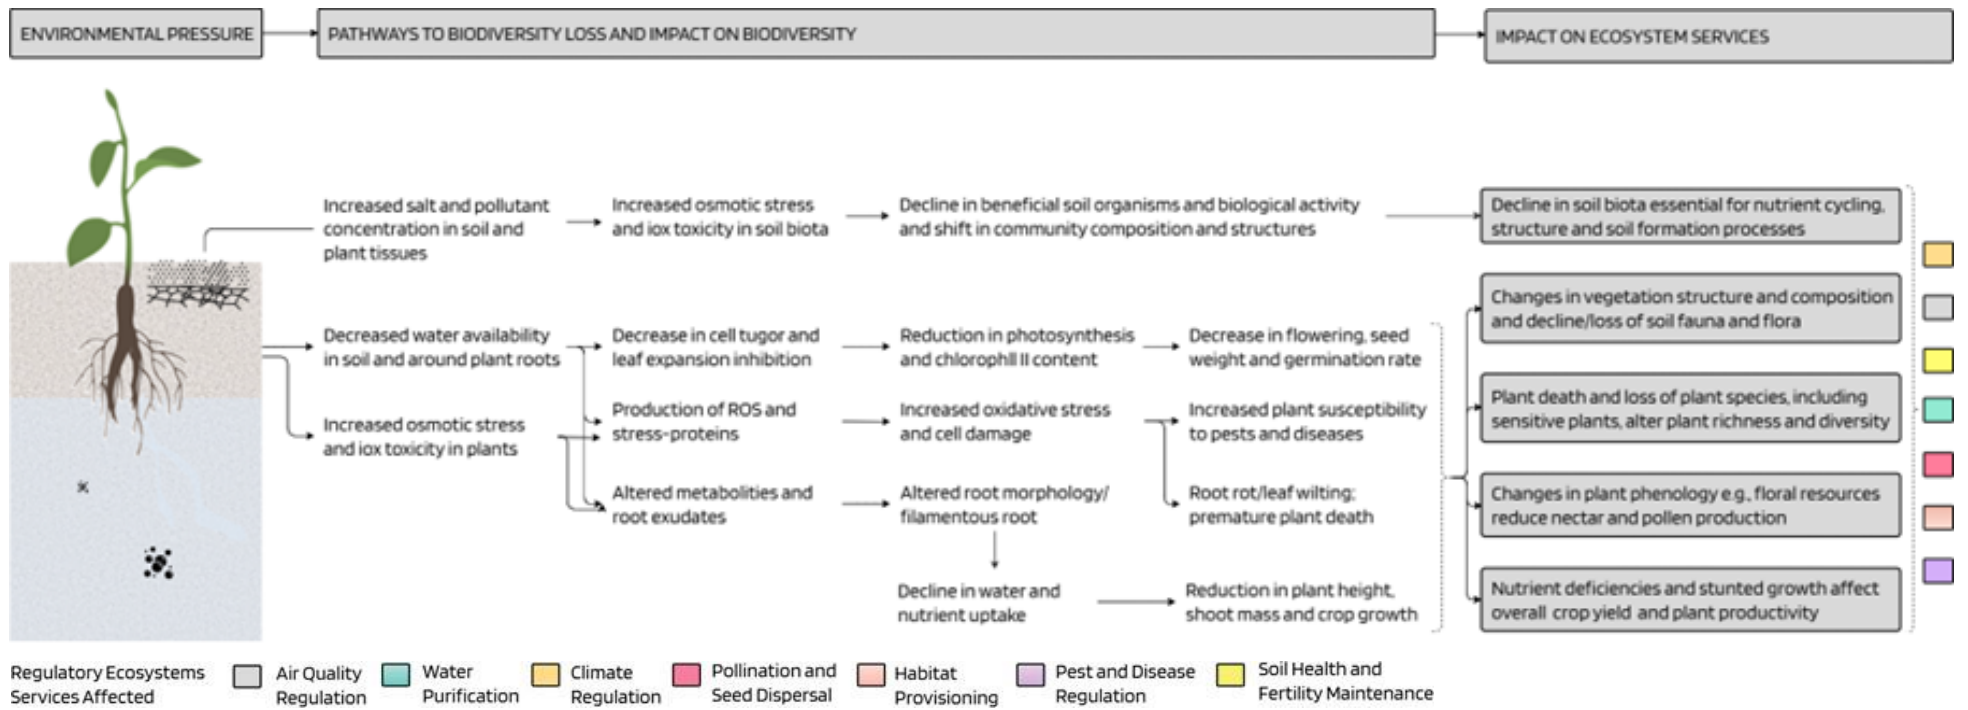 ENVIRONMENTAL PRESSURE
PATHWAYS TO BIODIVERSITY LOSS AND IMPACT ON BIODIVERSITY
IMPACT ON ECOSYSTEM SERVICES
Increased salt and pollutant
concentration in soil and
plant tissues
Increased osmotic stress
and iox toxicity in soil biota
Decline in beneficial soil organisms and biological activity
and shift in community composition and structures
Decline in soil biota essential for nutrient cycling,
structure and soil formation processes
Decreased water availability
in soil and around plant roots
Decrease in cell tugor and
leaf expansion inhibition
Reduction in photosynthesis
and chlorophll II content
Decrease in flowering, seed
weight and germination rate
Changes in vegetation structure and composition
and decline/loss of soil fauna and flora
Increased osmotic stress
and iox toxicity in plants
Production of ROS and
stress-proteins
Increased oxidative stress
and cell damage
Increased plant susceptibility
to pests and diseases
Plant death and loss of plant species, including
sensitive plants, alter plant richness and diversity
Altered metabolities and
root exudates
Altered root morphology/
filamentous root
Root rot/leaf wilting;
premature plant death
Changes in plant phenology e.g., floral resources
reduce nectar and pollen production
Decline in water and
nutrient uptake
Reduction in plant height,
shoot mass and crop growth
Nutrient deficiencies and stunted growth affect
overall crop yield and plant productivity
Regulatory Ecosystems
Services Affected
Air Quality
Regulation
Water
Purification
Climate
Regulation
Pollination and
Seed Dispersal
Habitat
Provisioning
Pest and Disease
Regulation
Soil Health and
Fertility Maintenance